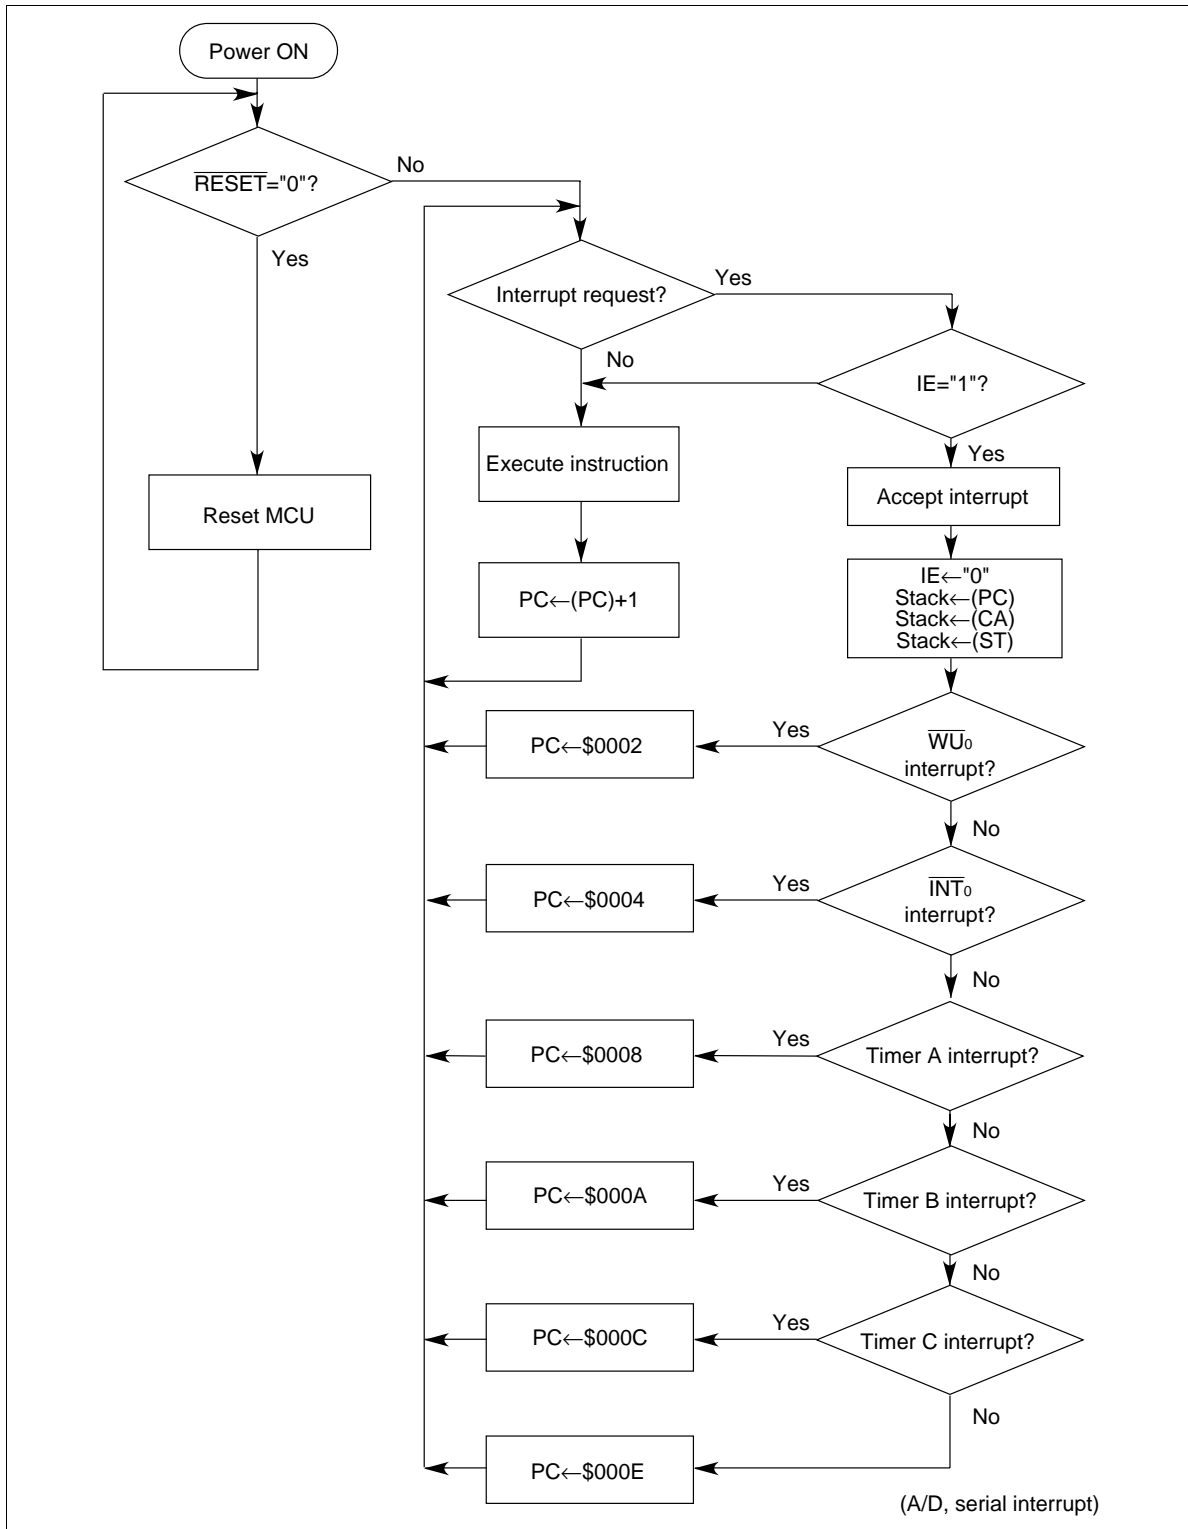 Power ON
RESET="0"?
No
Yes
Interrupt request?
Yes
No
IE="1"?
Yes
Execute instruction
Accept interrupt
Reset MCU
PC←(PC)+1
IE←"0"
Stack←(PC)
Stack←(CA)
Stack←(ST)
PC←$0002
Yes
WU0
interrupt?
No
PC←$0004
Yes
INT0
interrupt?
No
PC←$0008
Yes
Timer A interrupt?
No
PC←$000A
Yes
Timer B interrupt?
No
PC←$000C
Yes
Timer C interrupt?
No
PC←$000E
(A/D, serial interrupt)